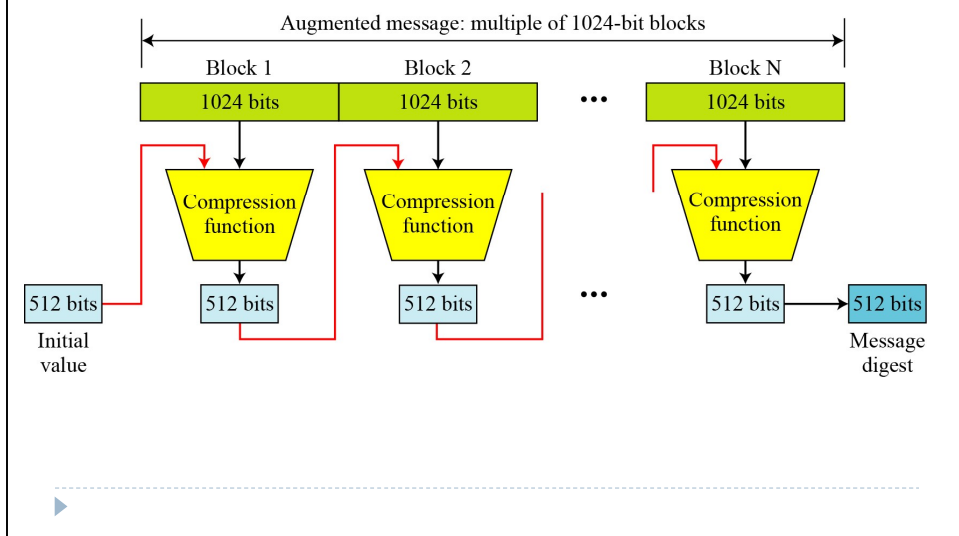 Augmented message: multiple of 1024-bit blocks
Block 1 Block 2 Block N
1024 bits 1024 bits ••• 1024 bits
Compression function Compression function Compression function
512 bits 512 bits 512 bits ••• 512 bits 512 bits
Initial value
Message digest